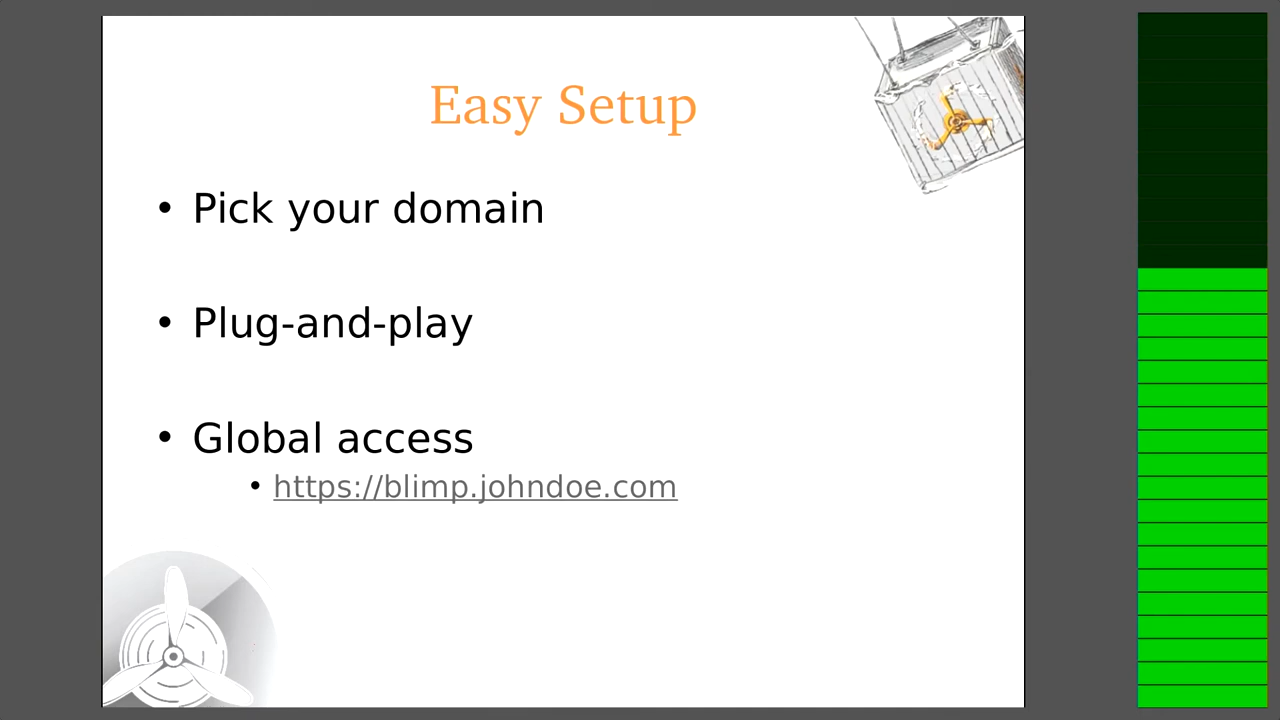 Easy Setup
• Pick your domain
• Plug-and-play
• Global access
• https://blimp.johndoe.com